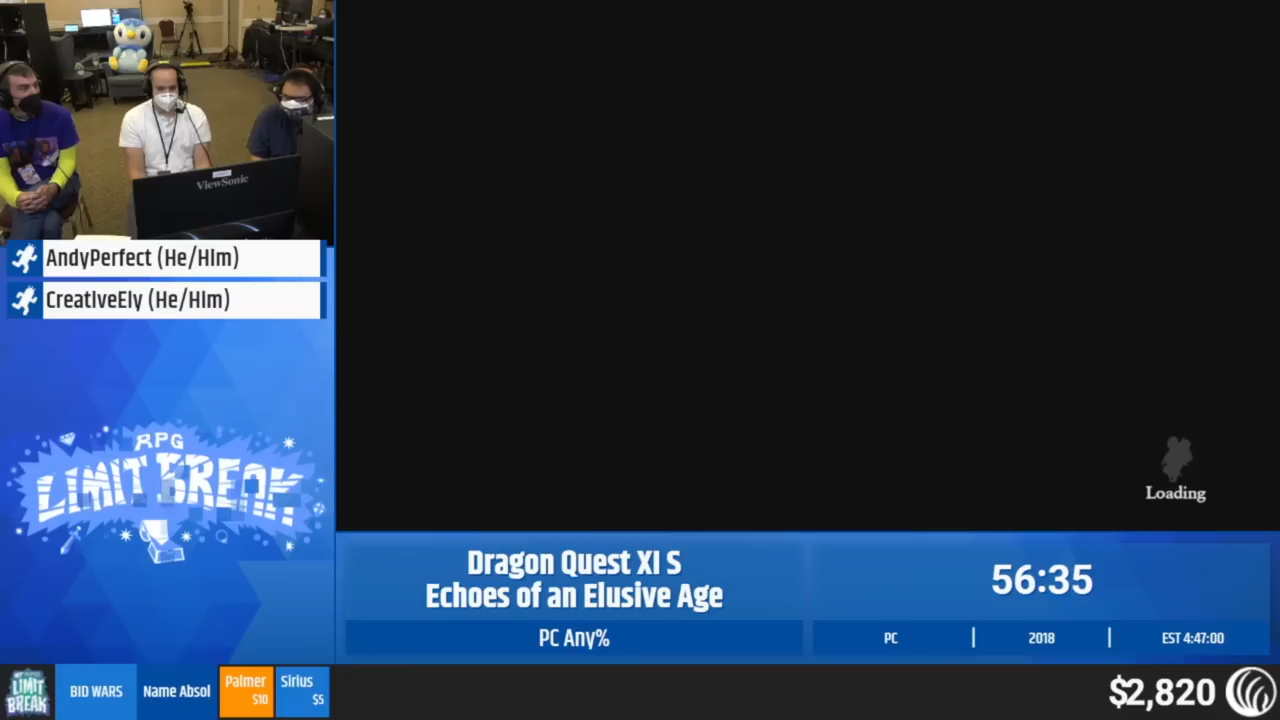 ViewSonic
AndyPerfect (He/Him)
CreativeEly (He/Him)
RPG
LIMIT BREAK
Loading
Dragon Quest XI S
Echoes of an Elusive Age
PC Any%
56:35
PC
2018
EST 4:47:00
LIMIT
BREAK
BID WARS
Name Absol
Palmer
$10
Sirius
$5
$2,820